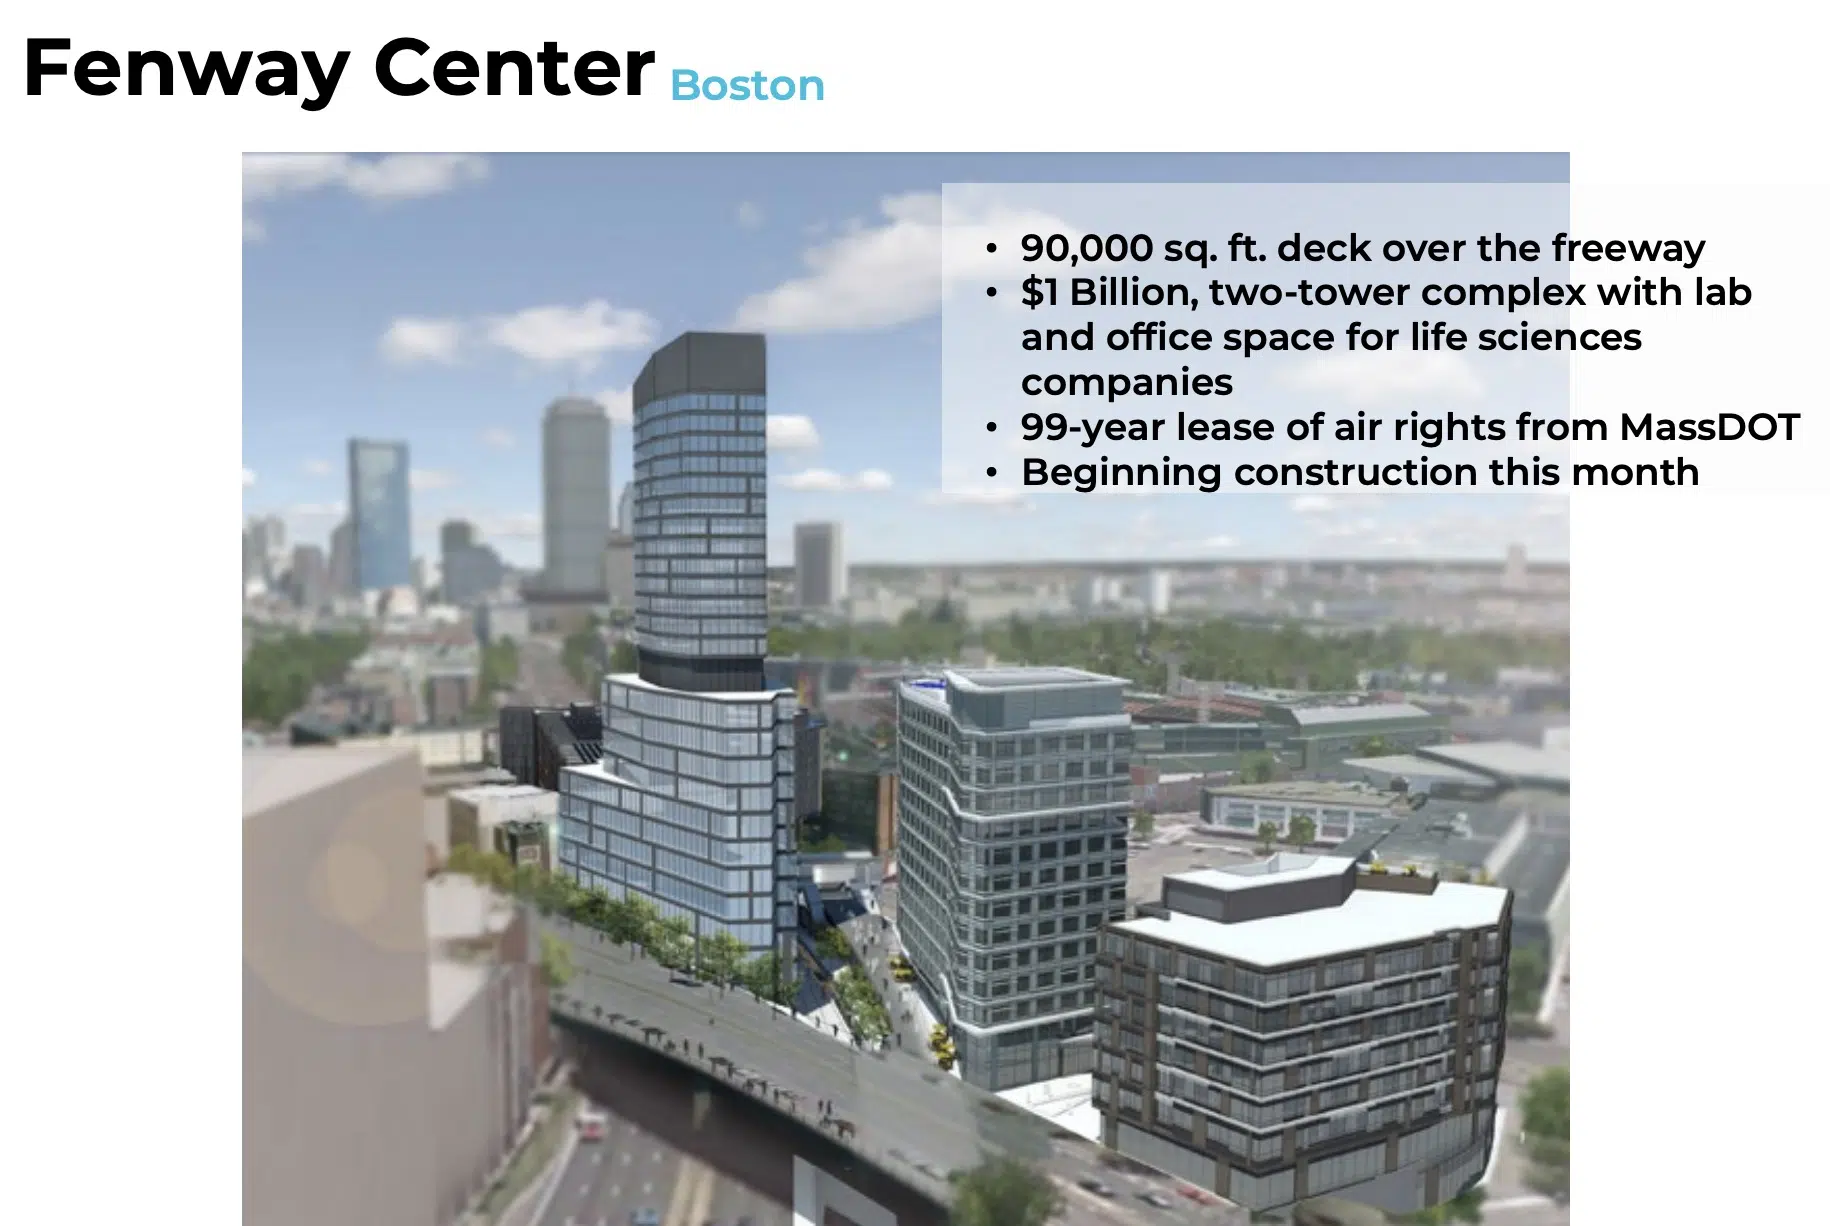 Fenway Center Boston
• 90,000 sq. ft. deck over the freeway
• $1 Billion, two-tower complex with lab
and office space for life sciences
companies
• 99-year lease of air rights from MassDOT
• Beginning construction this month